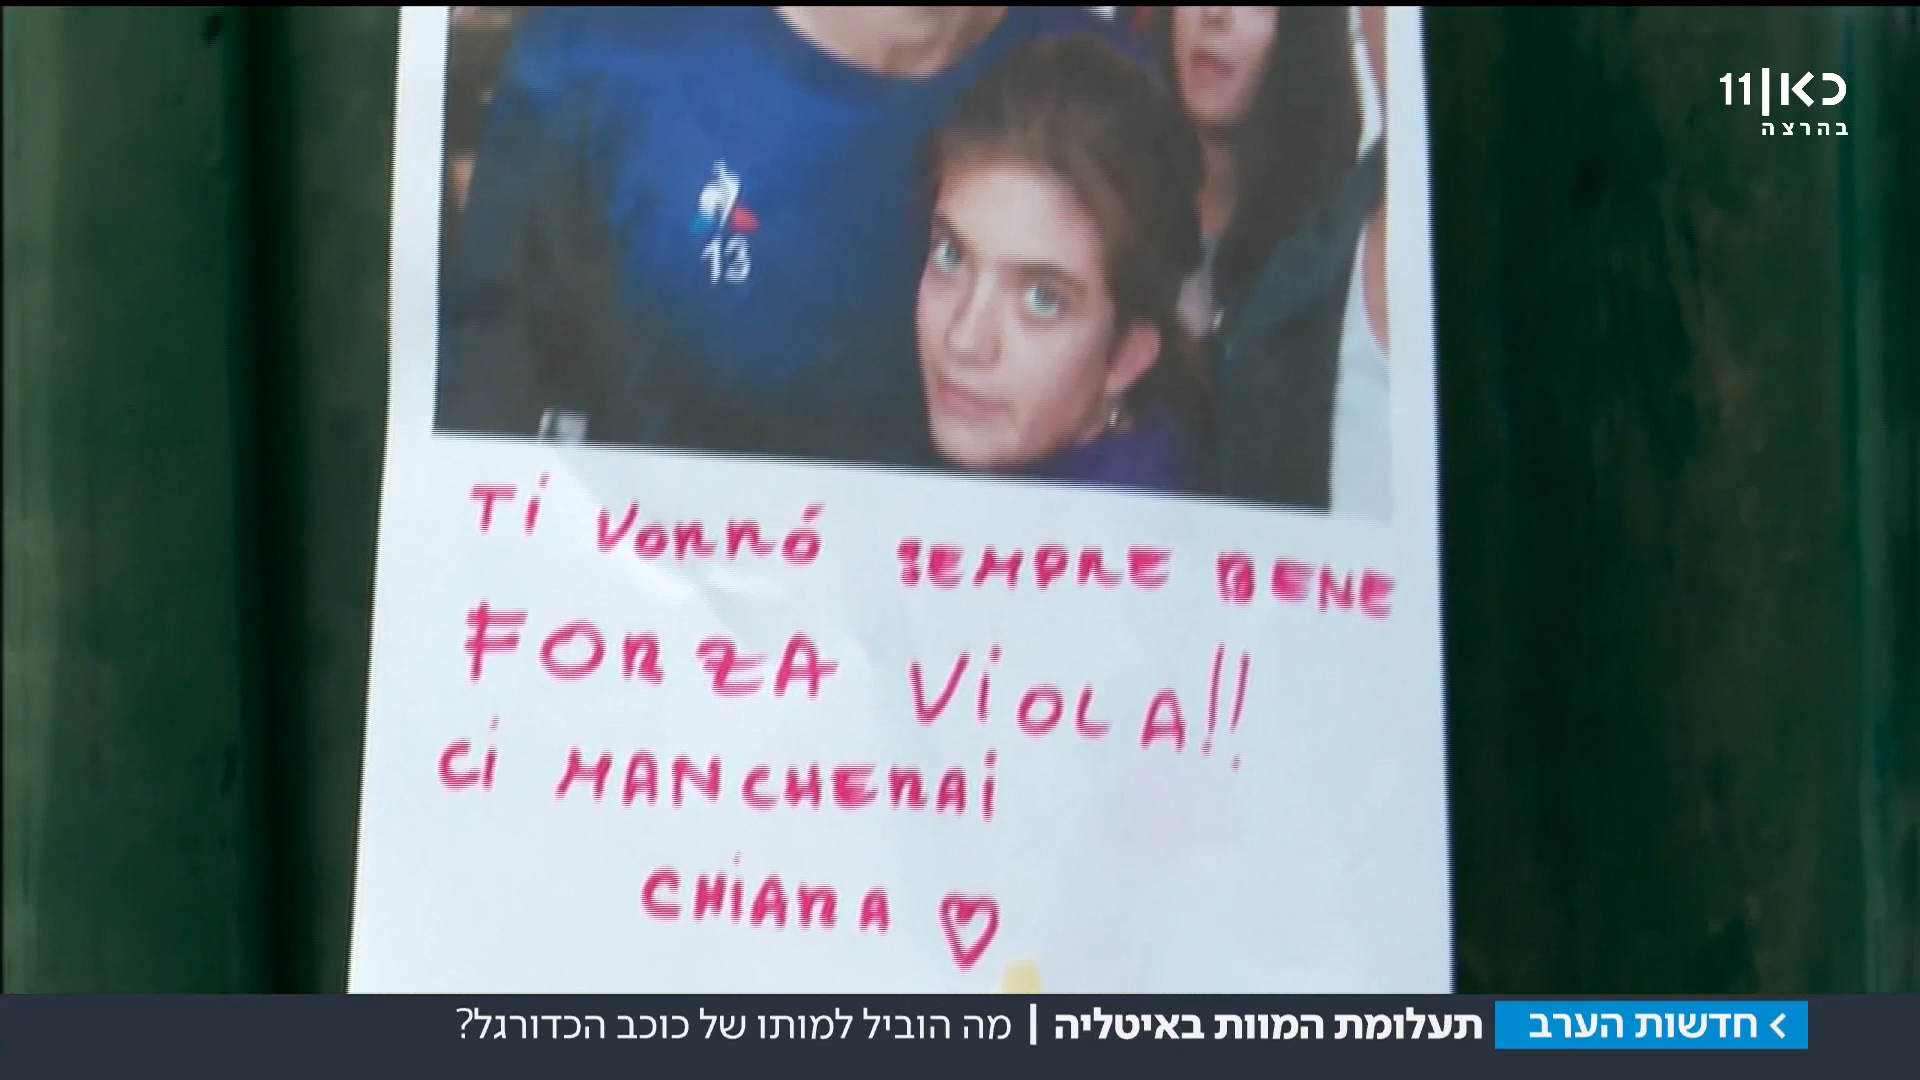 כאן|11
בהרצה
13
Ti VORRÓ SEMPRE BENE
FORZA ViOLA!!
Ci MANCHERAi
CHiARA
חדשות הערב
תעלומת המוות באיטליה | מה הוביל למותו של כוכב הכדורגל?